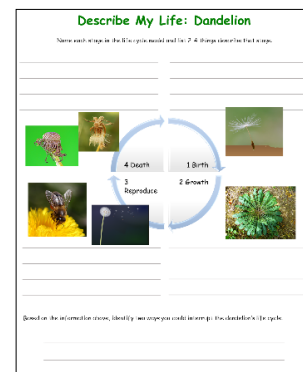 Describe My Life: Dandelion
Name each stage in the life cycle model and list 2-4 things describe that stage.
4 Death
1 Birth
3
Reproduce
2 Growth
Based on the information above, identify two ways you could interrupt the dandelion's life cycle.